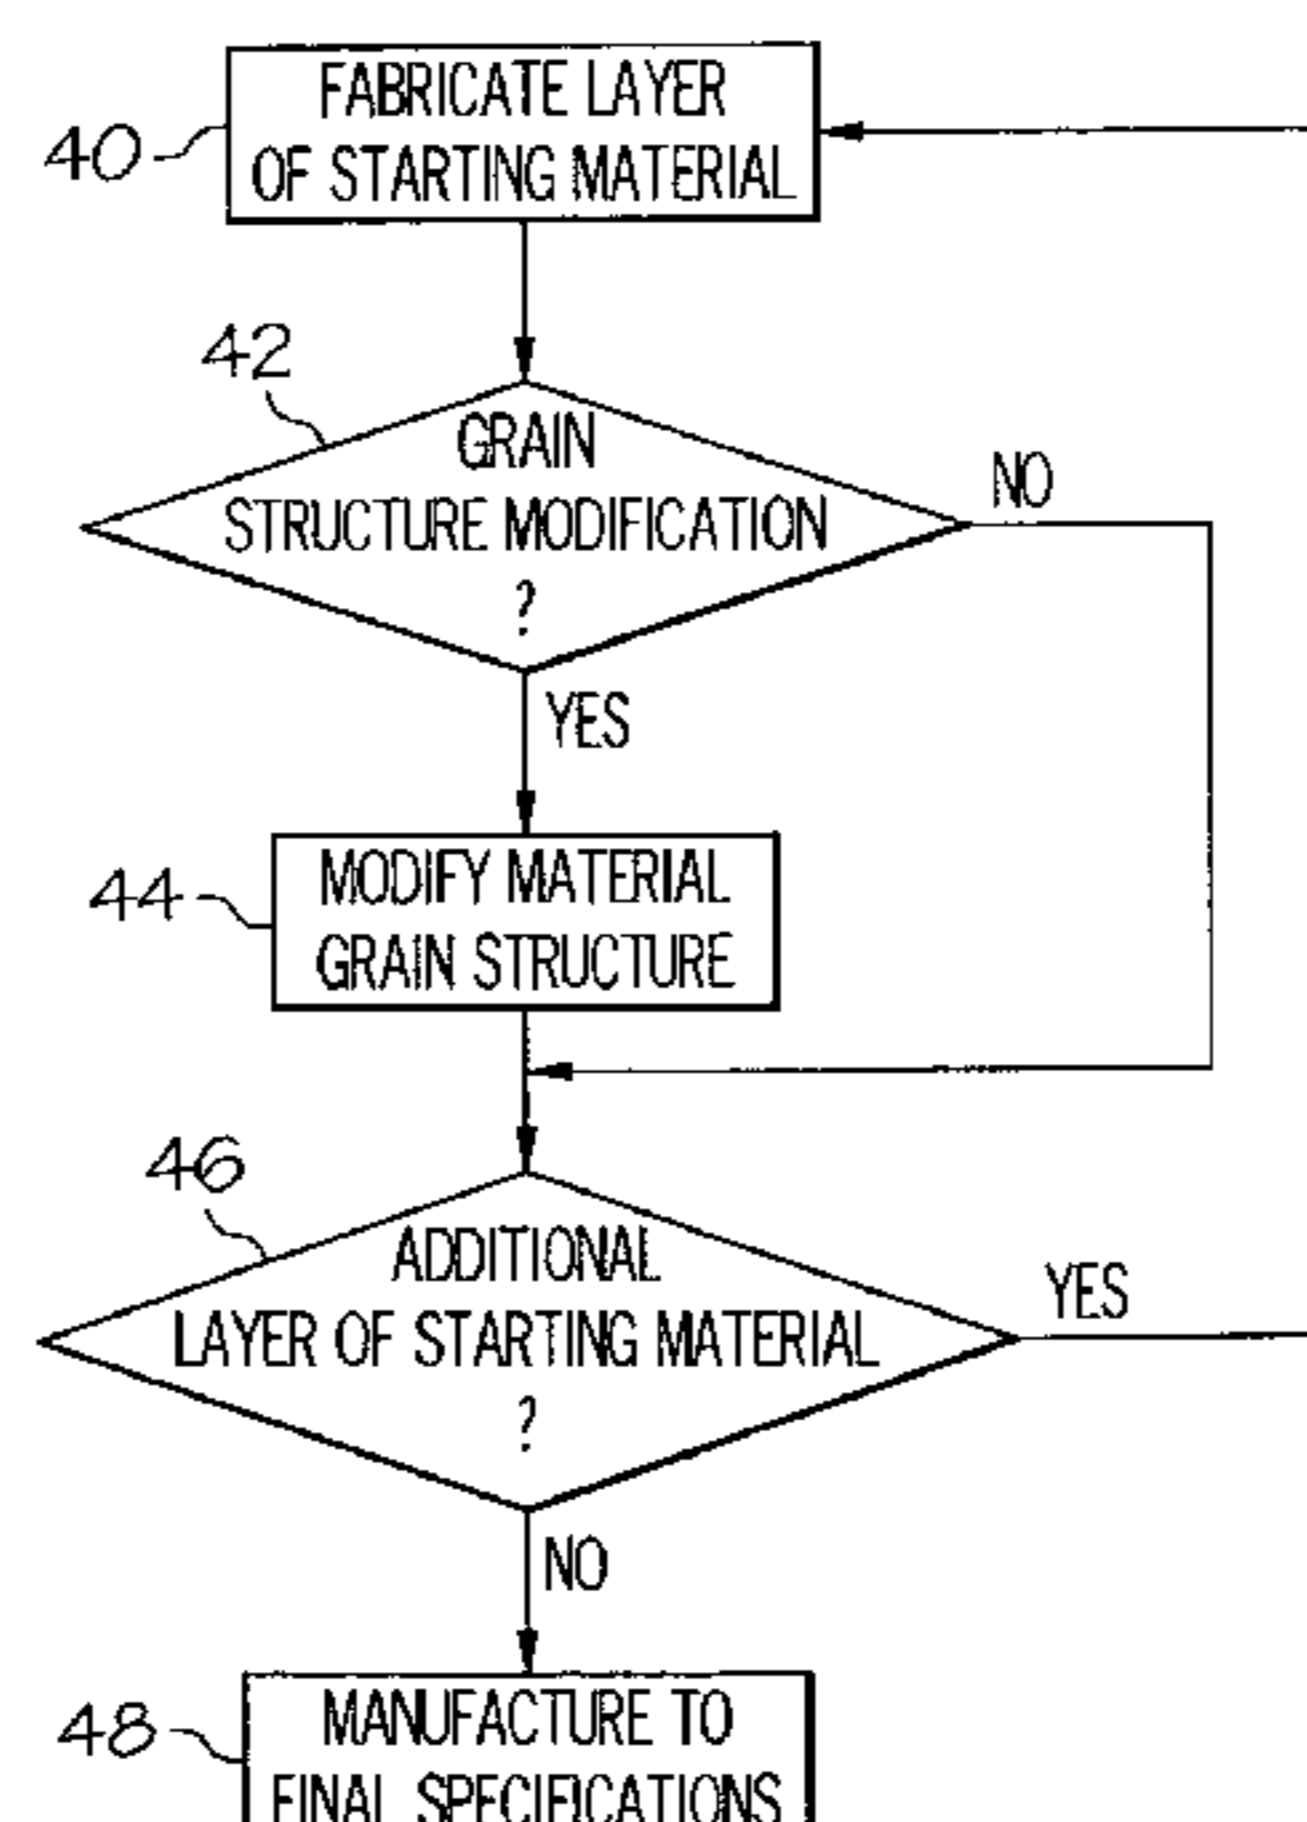 FABRICATE LAYER
OF STARTING MATERIAL
40
42
GRAIN
STRUCTURE MODIFICATION
?
NO
YES
44
MODIFY MATERIAL
GRAIN STRUCTURE
46
ADDITIONAL
LAYER OF STARTING MATERIAL
?
YES
NO
48
MANUFACTURE TO
FINAL SPECIFICATIONS